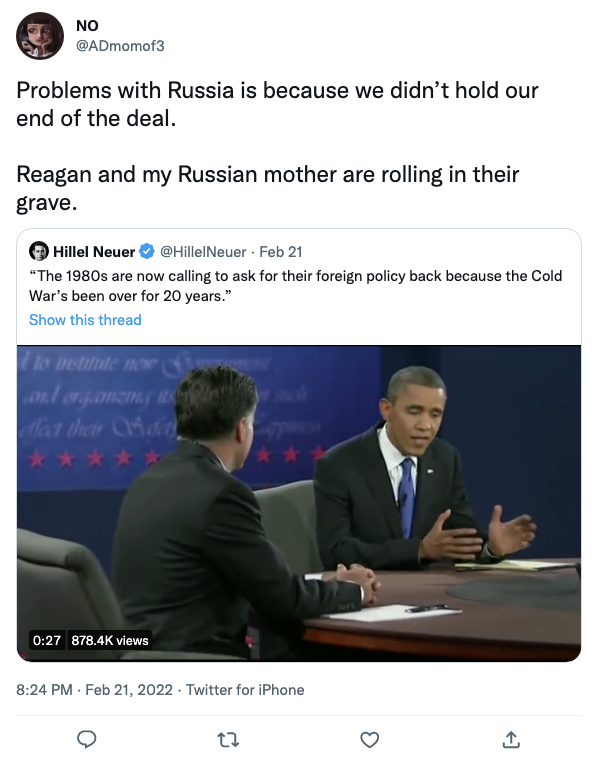 NO
@ADmomof3
Problems with Russia is because we didn’t hold our
end of the deal.
Reagan and my Russian mother are rolling in their
grave.
Hillel Neuer @HillelNeuer · Feb 21
“The 1980s are now calling to ask for their foreign policy back because the Cold
War’s been over for 20 years.”
Show this thread
to institute new Government
and organizing its such
effect their Safety Happiness
0:27 878.4K views
8:24 PM · Feb 21, 2022 · Twitter for iPhone